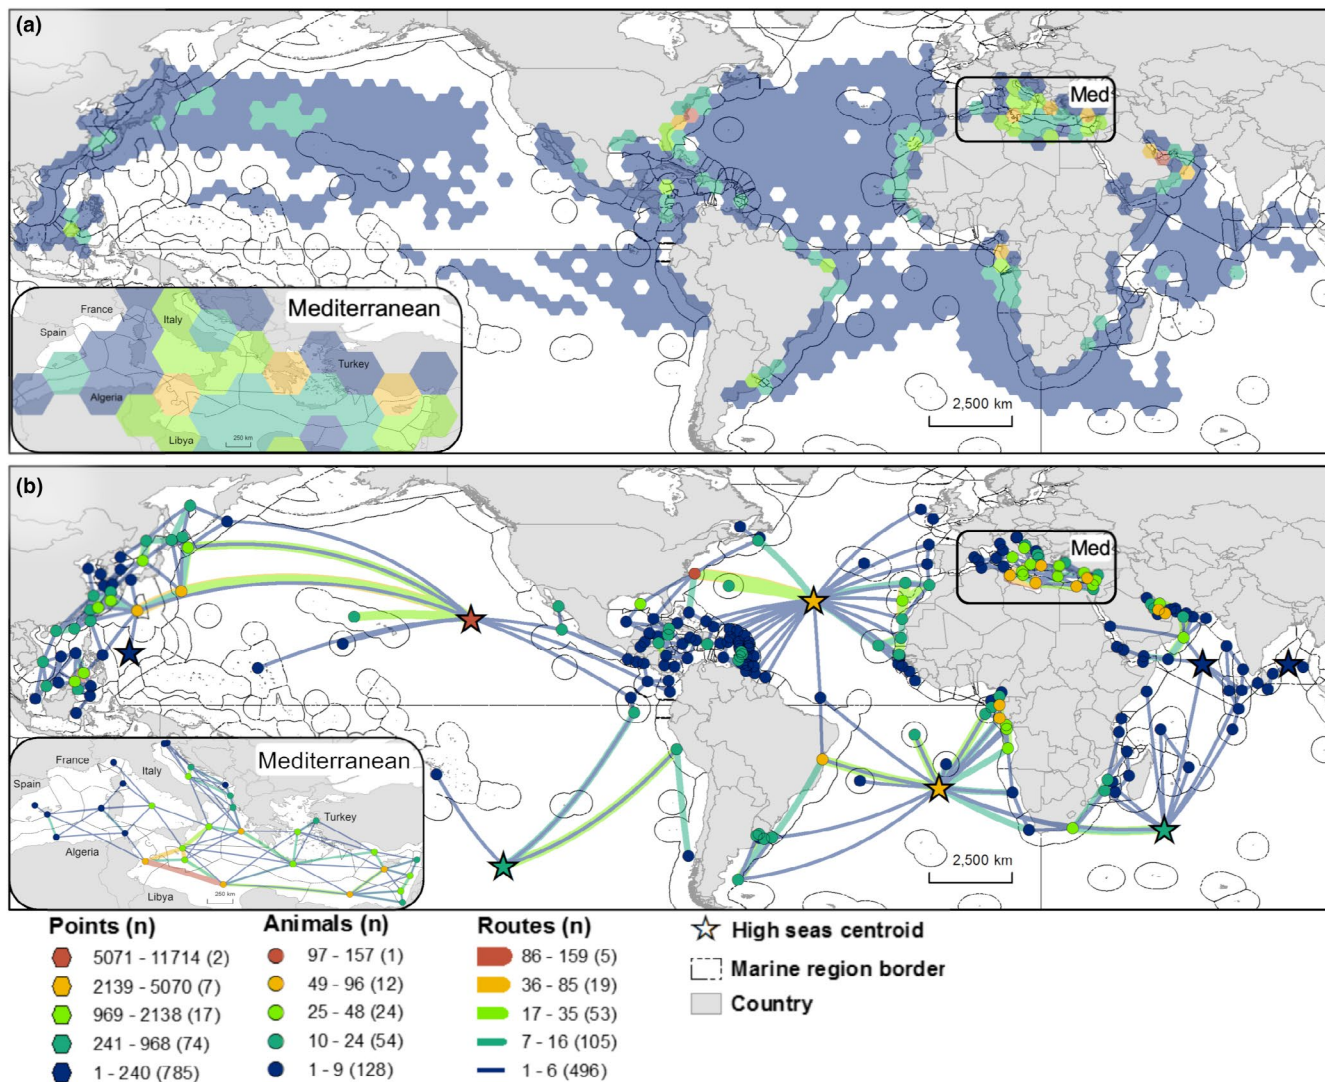 (a)
Med
Mediterranean
France
Italy
Spain
Turkey
Algeria
Libya
250 km
2,500 km
(b)
Med
Mediterranean
France
Italy
Spain
Turkey
Algeria
Libya
250 km
2,500 km
Points (n)
5071 - 11714 (2)
2139 - 5070 (7)
969 - 2138 (17)
241 - 968 (74)
1 - 240 (785)
Animals (n)
97 - 157 (1)
49 - 96 (12)
25 - 48 (24)
10 - 24 (54)
1 - 9 (128)
Routes (n)
86 - 159 (5)
36 - 85 (19)
17 - 35 (53)
7 - 16 (105)
1 - 6 (496)
High seas centroid
Marine region border
Country